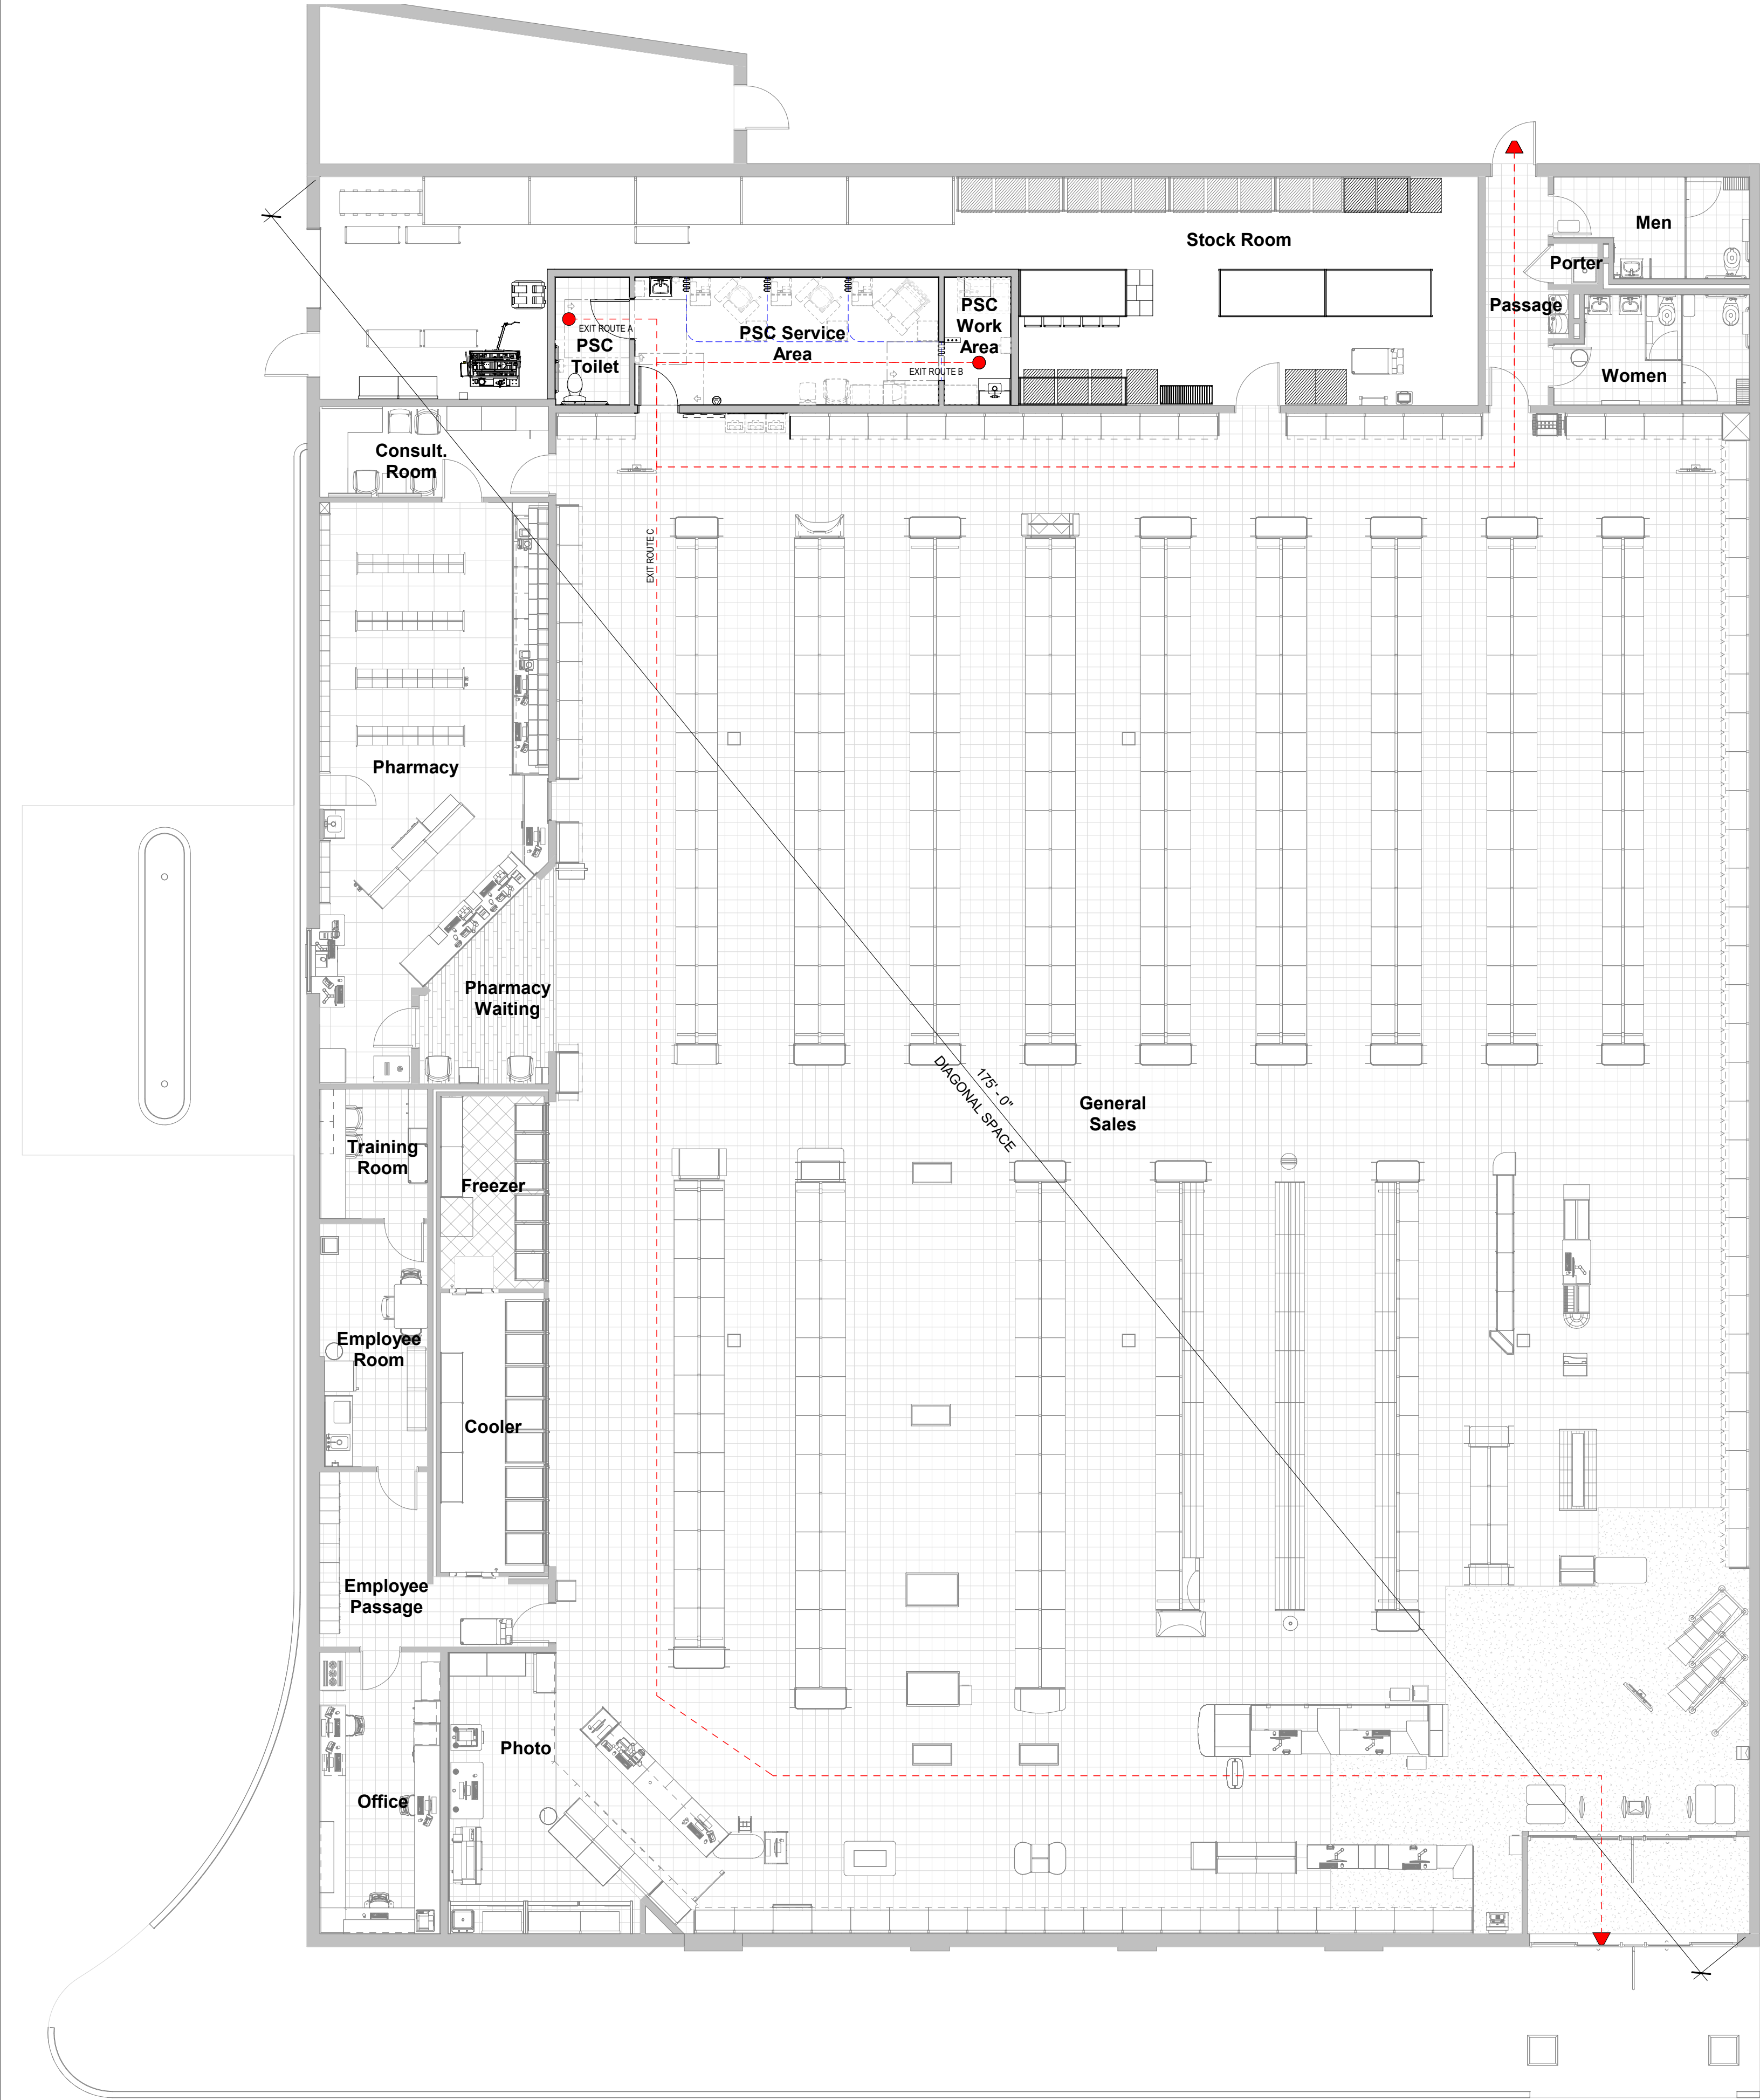 Men
Stock Room
Porter
Passage
PSC
Work
Area
PSC Service
Area
EXIT ROUTE A
PSC
Toilet
EXIT ROUTE B
Women
Consult.
Room
EXIT ROUTE C
Pharmacy
Pharmacy
Waiting
175' - 0"
DIAGONAL SPACE
General
Sales
Training
Room
Freezer
Employee
Room
Cooler
Employee
Passage
Photo
Office